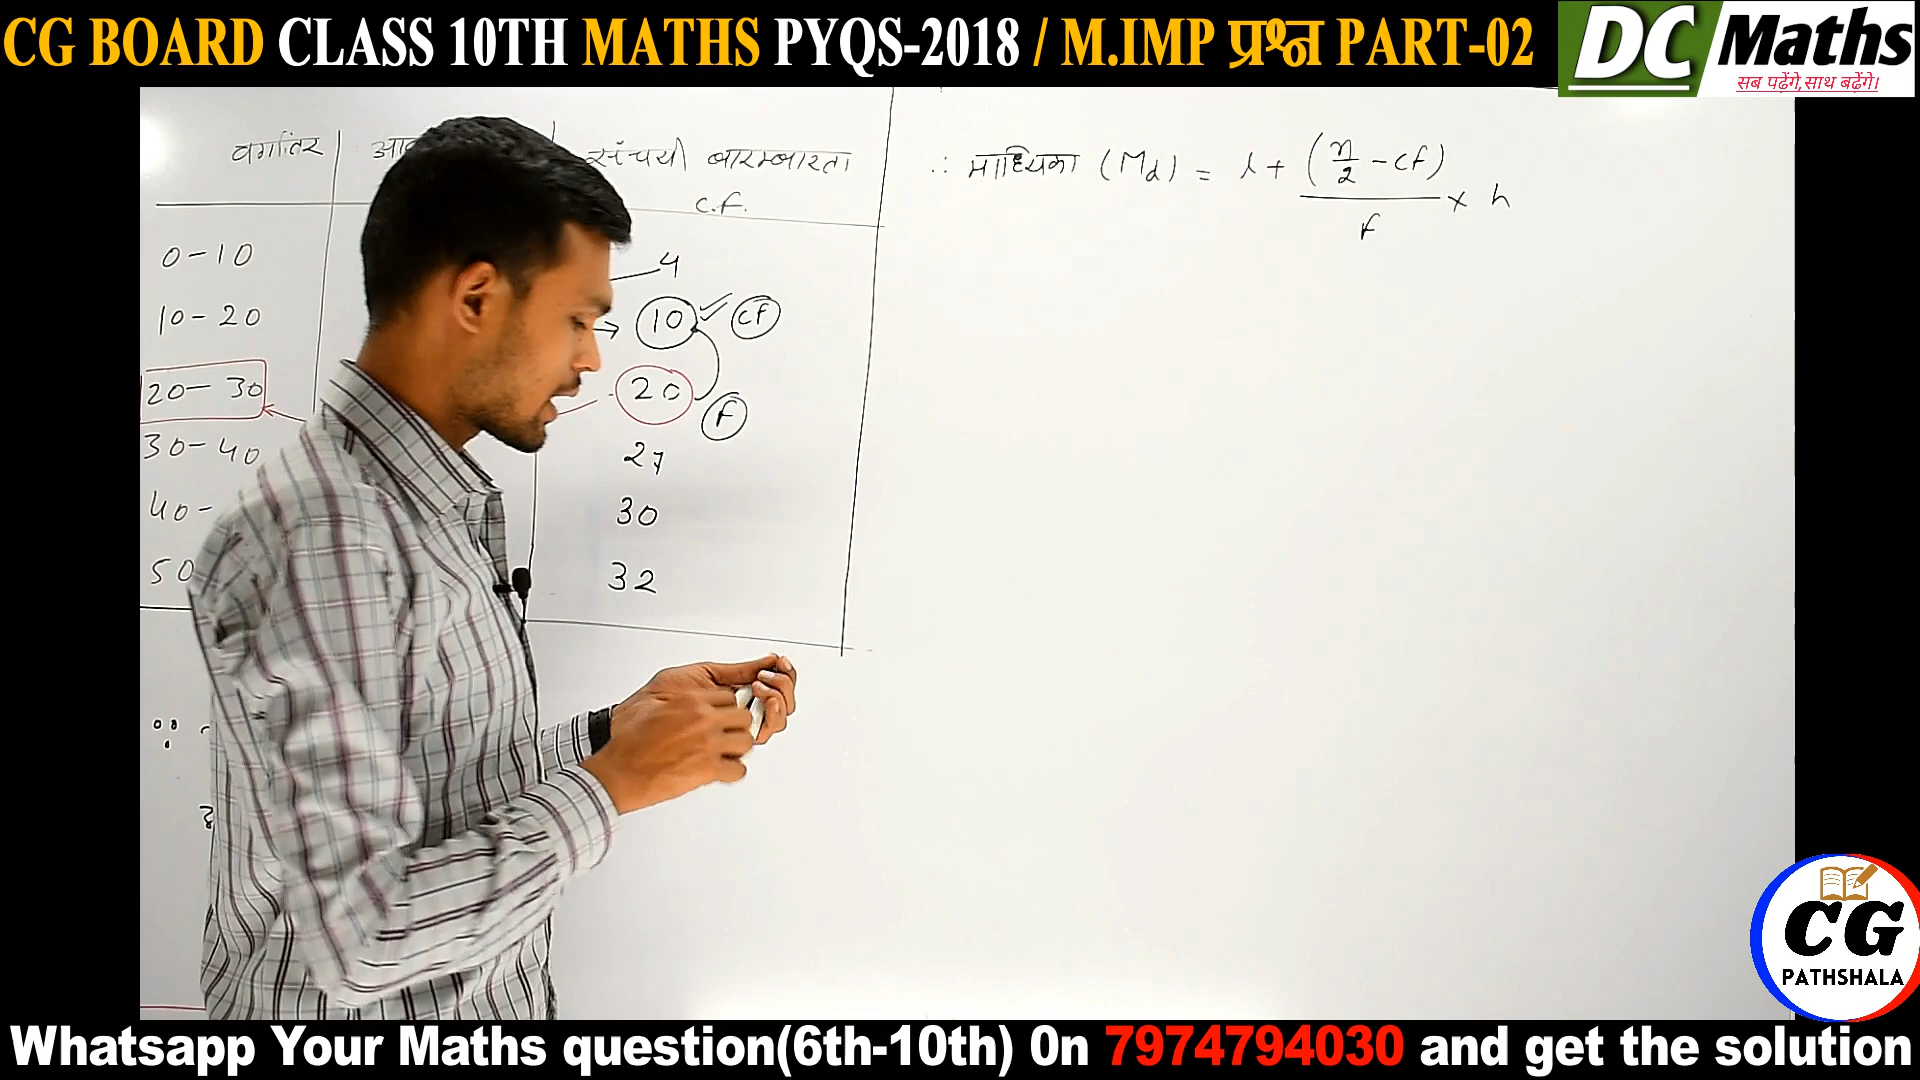 CG BOARD CLASS 10TH MATHS PYQS-2018 / M.IMP प्रश्न PART-02
DC Maths
सब पढ़ेंगे,साथ बढ़ेंगे।
वर्गांतर
संचयी बारम्बारता
c.f.
0-10
4
10-20
10 cf
20-30
20 f
30-40
27
40-
30
50
32
∴ माध्यिका (Md) = l + (n/2 - cf)/f × h
CG
PATHSHALA
Whatsapp Your Maths question(6th-10th) 0n 7974794030 and get the solution